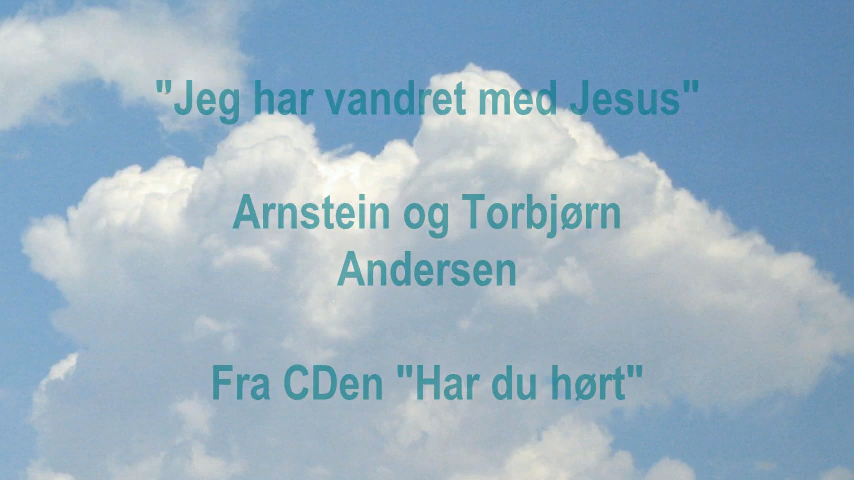 "Jeg har vandret med Jesus"
Arnstein og Torbjørn
Andersen
Fra CDen "Har du hørt"